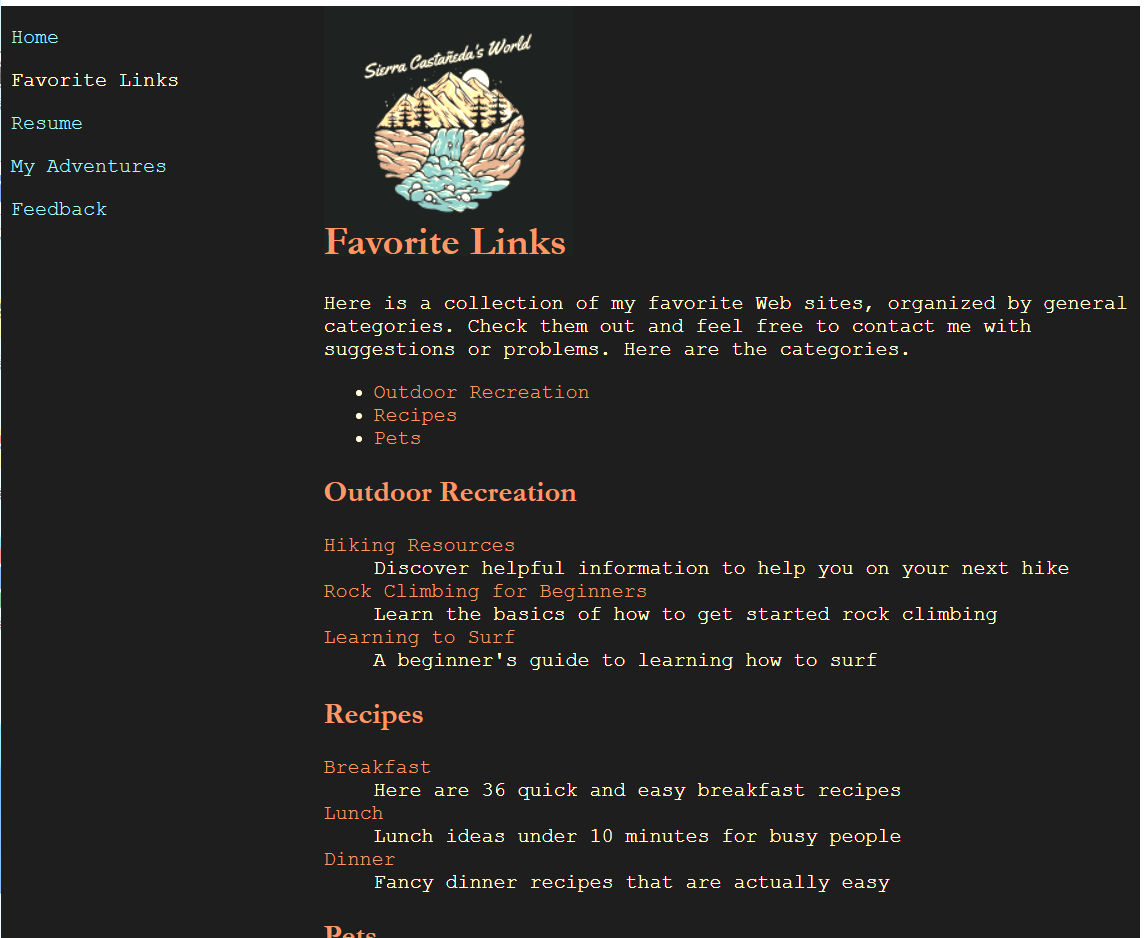 Home
Favorite Links
Resume
My Adventures
Feedback
Sierra Castañeda's World
Favorite Links
Here is a collection of my favorite Web sites, organized by general
categories. Check them out and feel free to contact me with
suggestions or problems. Here are the categories.
Outdoor Recreation
Recipes
Pets
Outdoor Recreation
Hiking Resources
Discover helpful information to help you on your next hike
Rock Climbing for Beginners
Learn the basics of how to get started rock climbing
Learning to Surf
A beginner's guide to learning how to surf
Recipes
Breakfast
Here are 36 quick and easy breakfast recipes
Lunch
Lunch ideas under 10 minutes for busy people
Dinner
Fancy dinner recipes that are actually easy
Pets